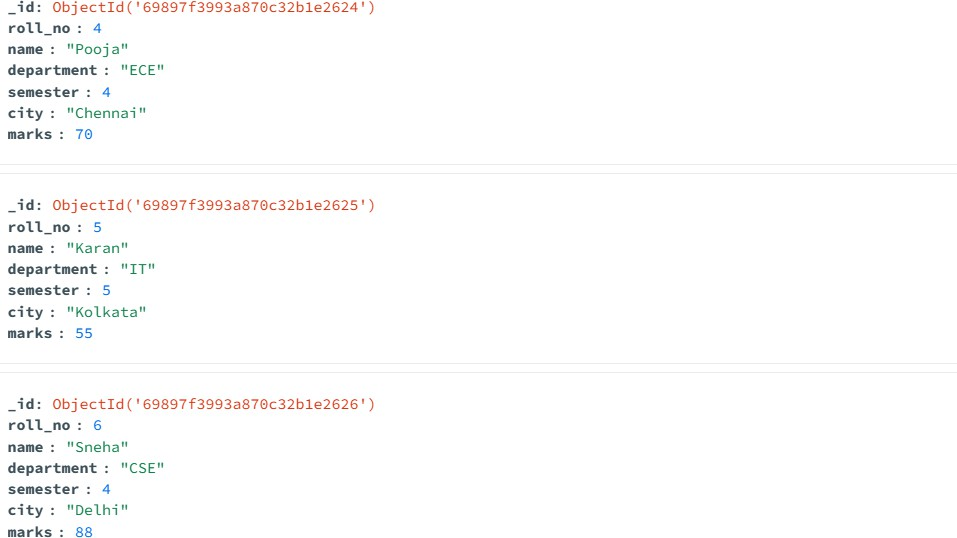 _id: ObjectId('69897f3993a870c32b1e2624')
roll_no : 4
name : "Pooja"
department : "ECE"
semester : 4
city : "Chennai"
marks : 70
_id: ObjectId('69897f3993a870c32b1e2625')
roll_no : 5
name : "Karan"
department : "IT"
semester : 5
city : "Kolkata"
marks : 55
_id: ObjectId('69897f3993a870c32b1e2626')
roll_no : 6
name : "Sneha"
department : "CSE"
semester : 4
city : "Delhi"
marks : 88